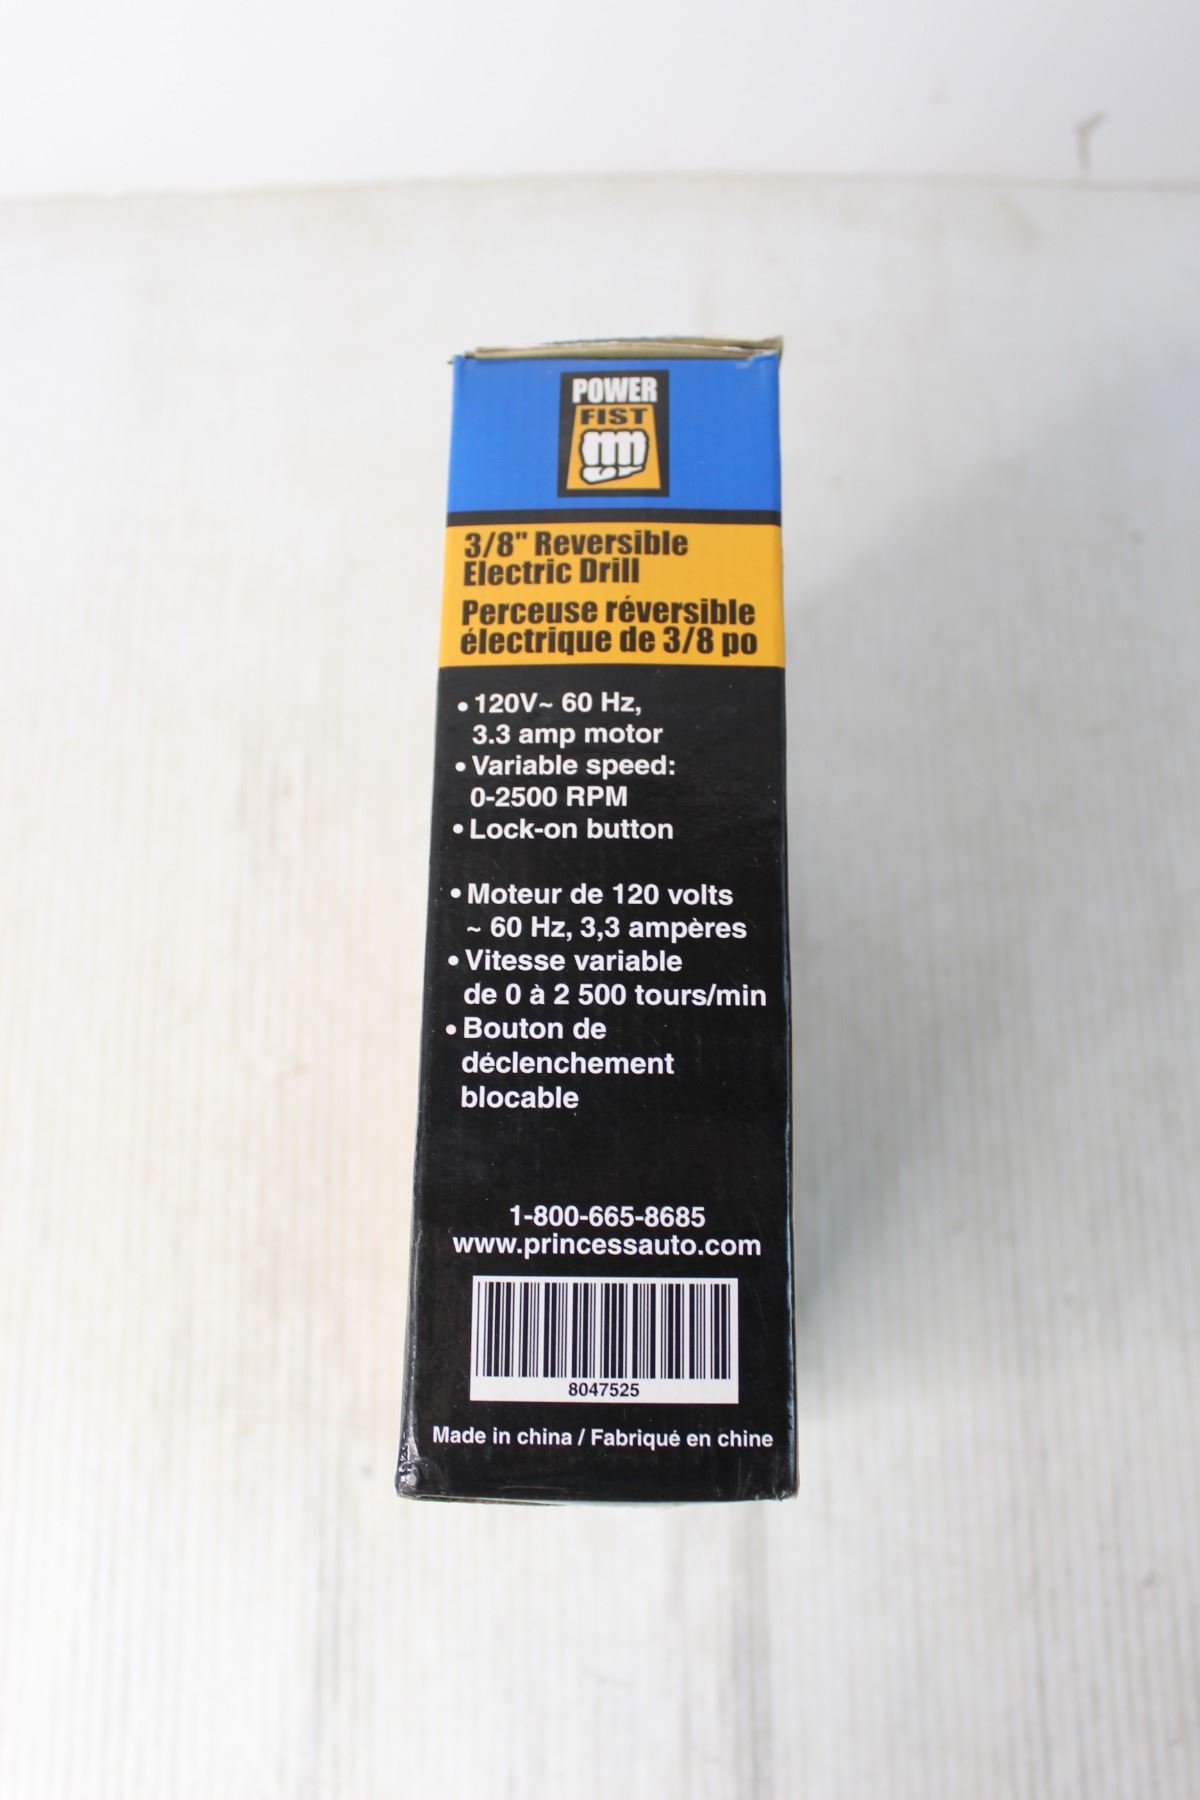 POWER
FIST
3/8" Reversible
Electric Drill
Perceuse réversible
électrique de 3/8 po
• 120V~ 60 Hz,
3.3 amp motor
• Variable speed:
0-2500 RPM
• Lock-on button
• Moteur de 120 volts
~ 60 Hz, 3,3 ampères
• Vitesse variable
de 0 à 2 500 tours/min
• Bouton de
déclenchement
blocable
1-800-665-8685
www.princessauto.com
8047525
Made in china / Fabriqué en chine